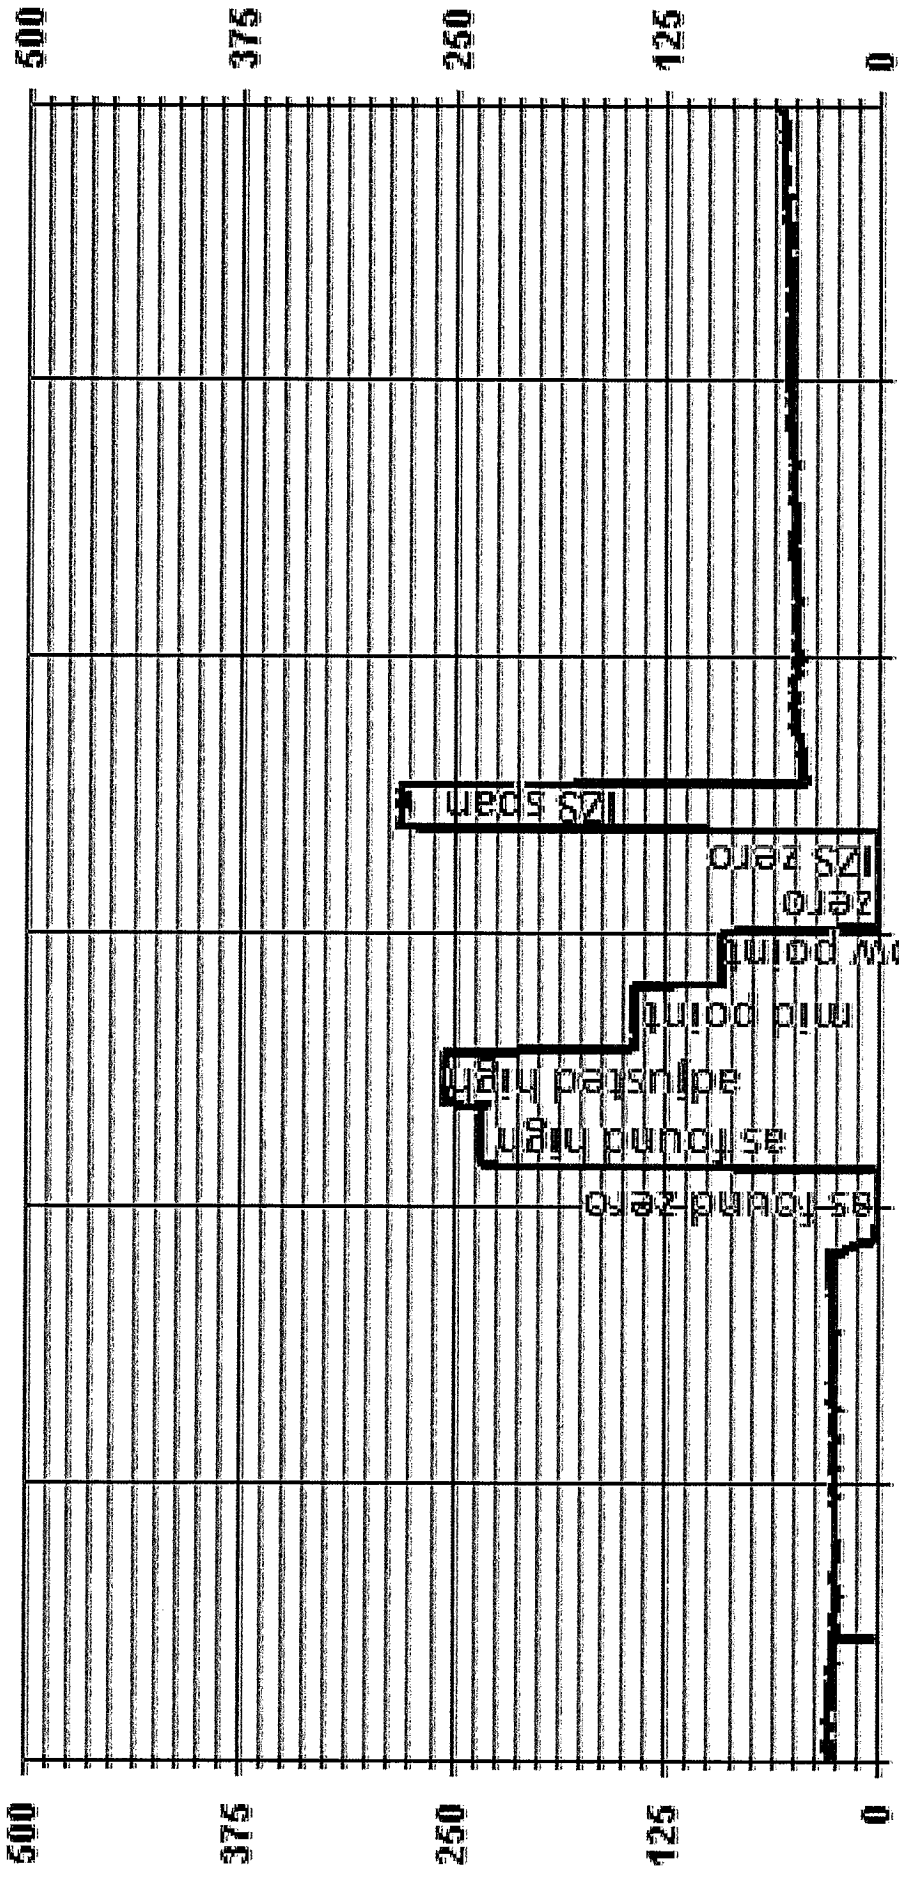 500
375
250
125
0
IZS span
IZS zero
zero
w point
mid point
adjusted high
as found high
as found zero
500
375
250
125
0